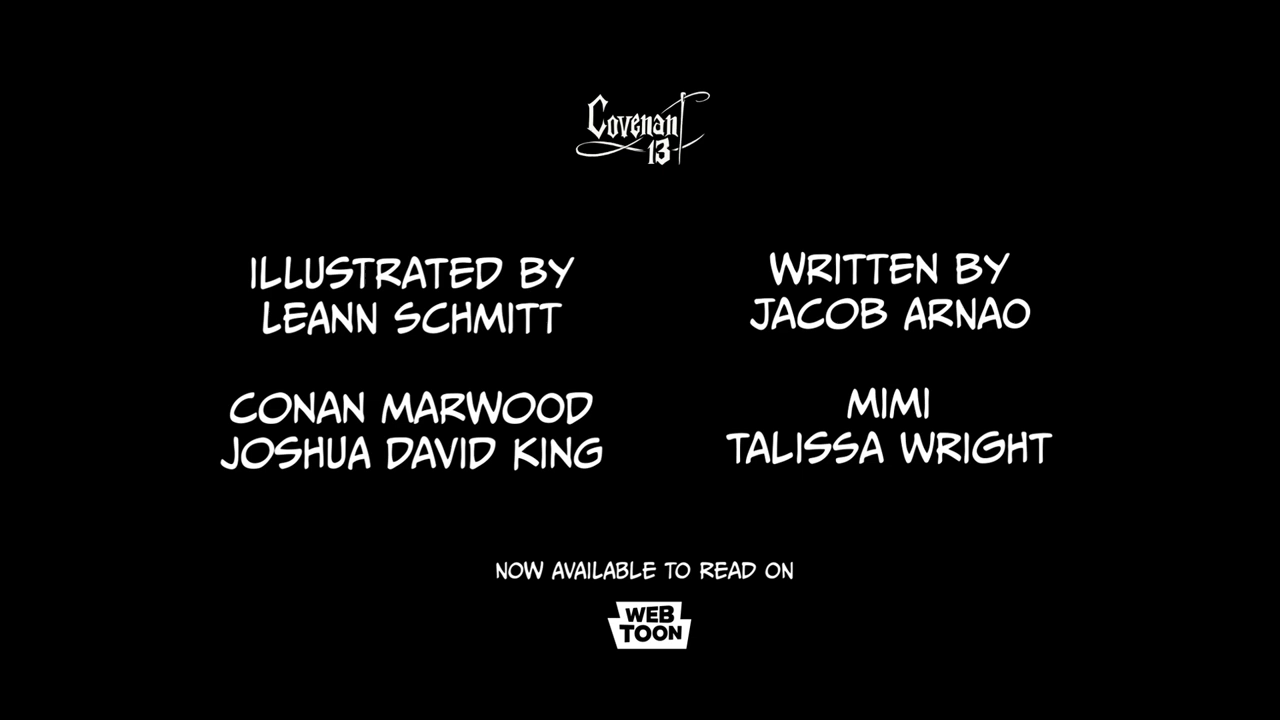 Covenant
13
ILLUSTRATED BY
LEANN SCHMITT
WRITTEN BY
JACOB ARNAO
CONAN MARWOOD
JOSHUA DAVID KING
MIMI
TALISSA WRIGHT
NOW AVAILABLE TO READ ON
WEB
TOON